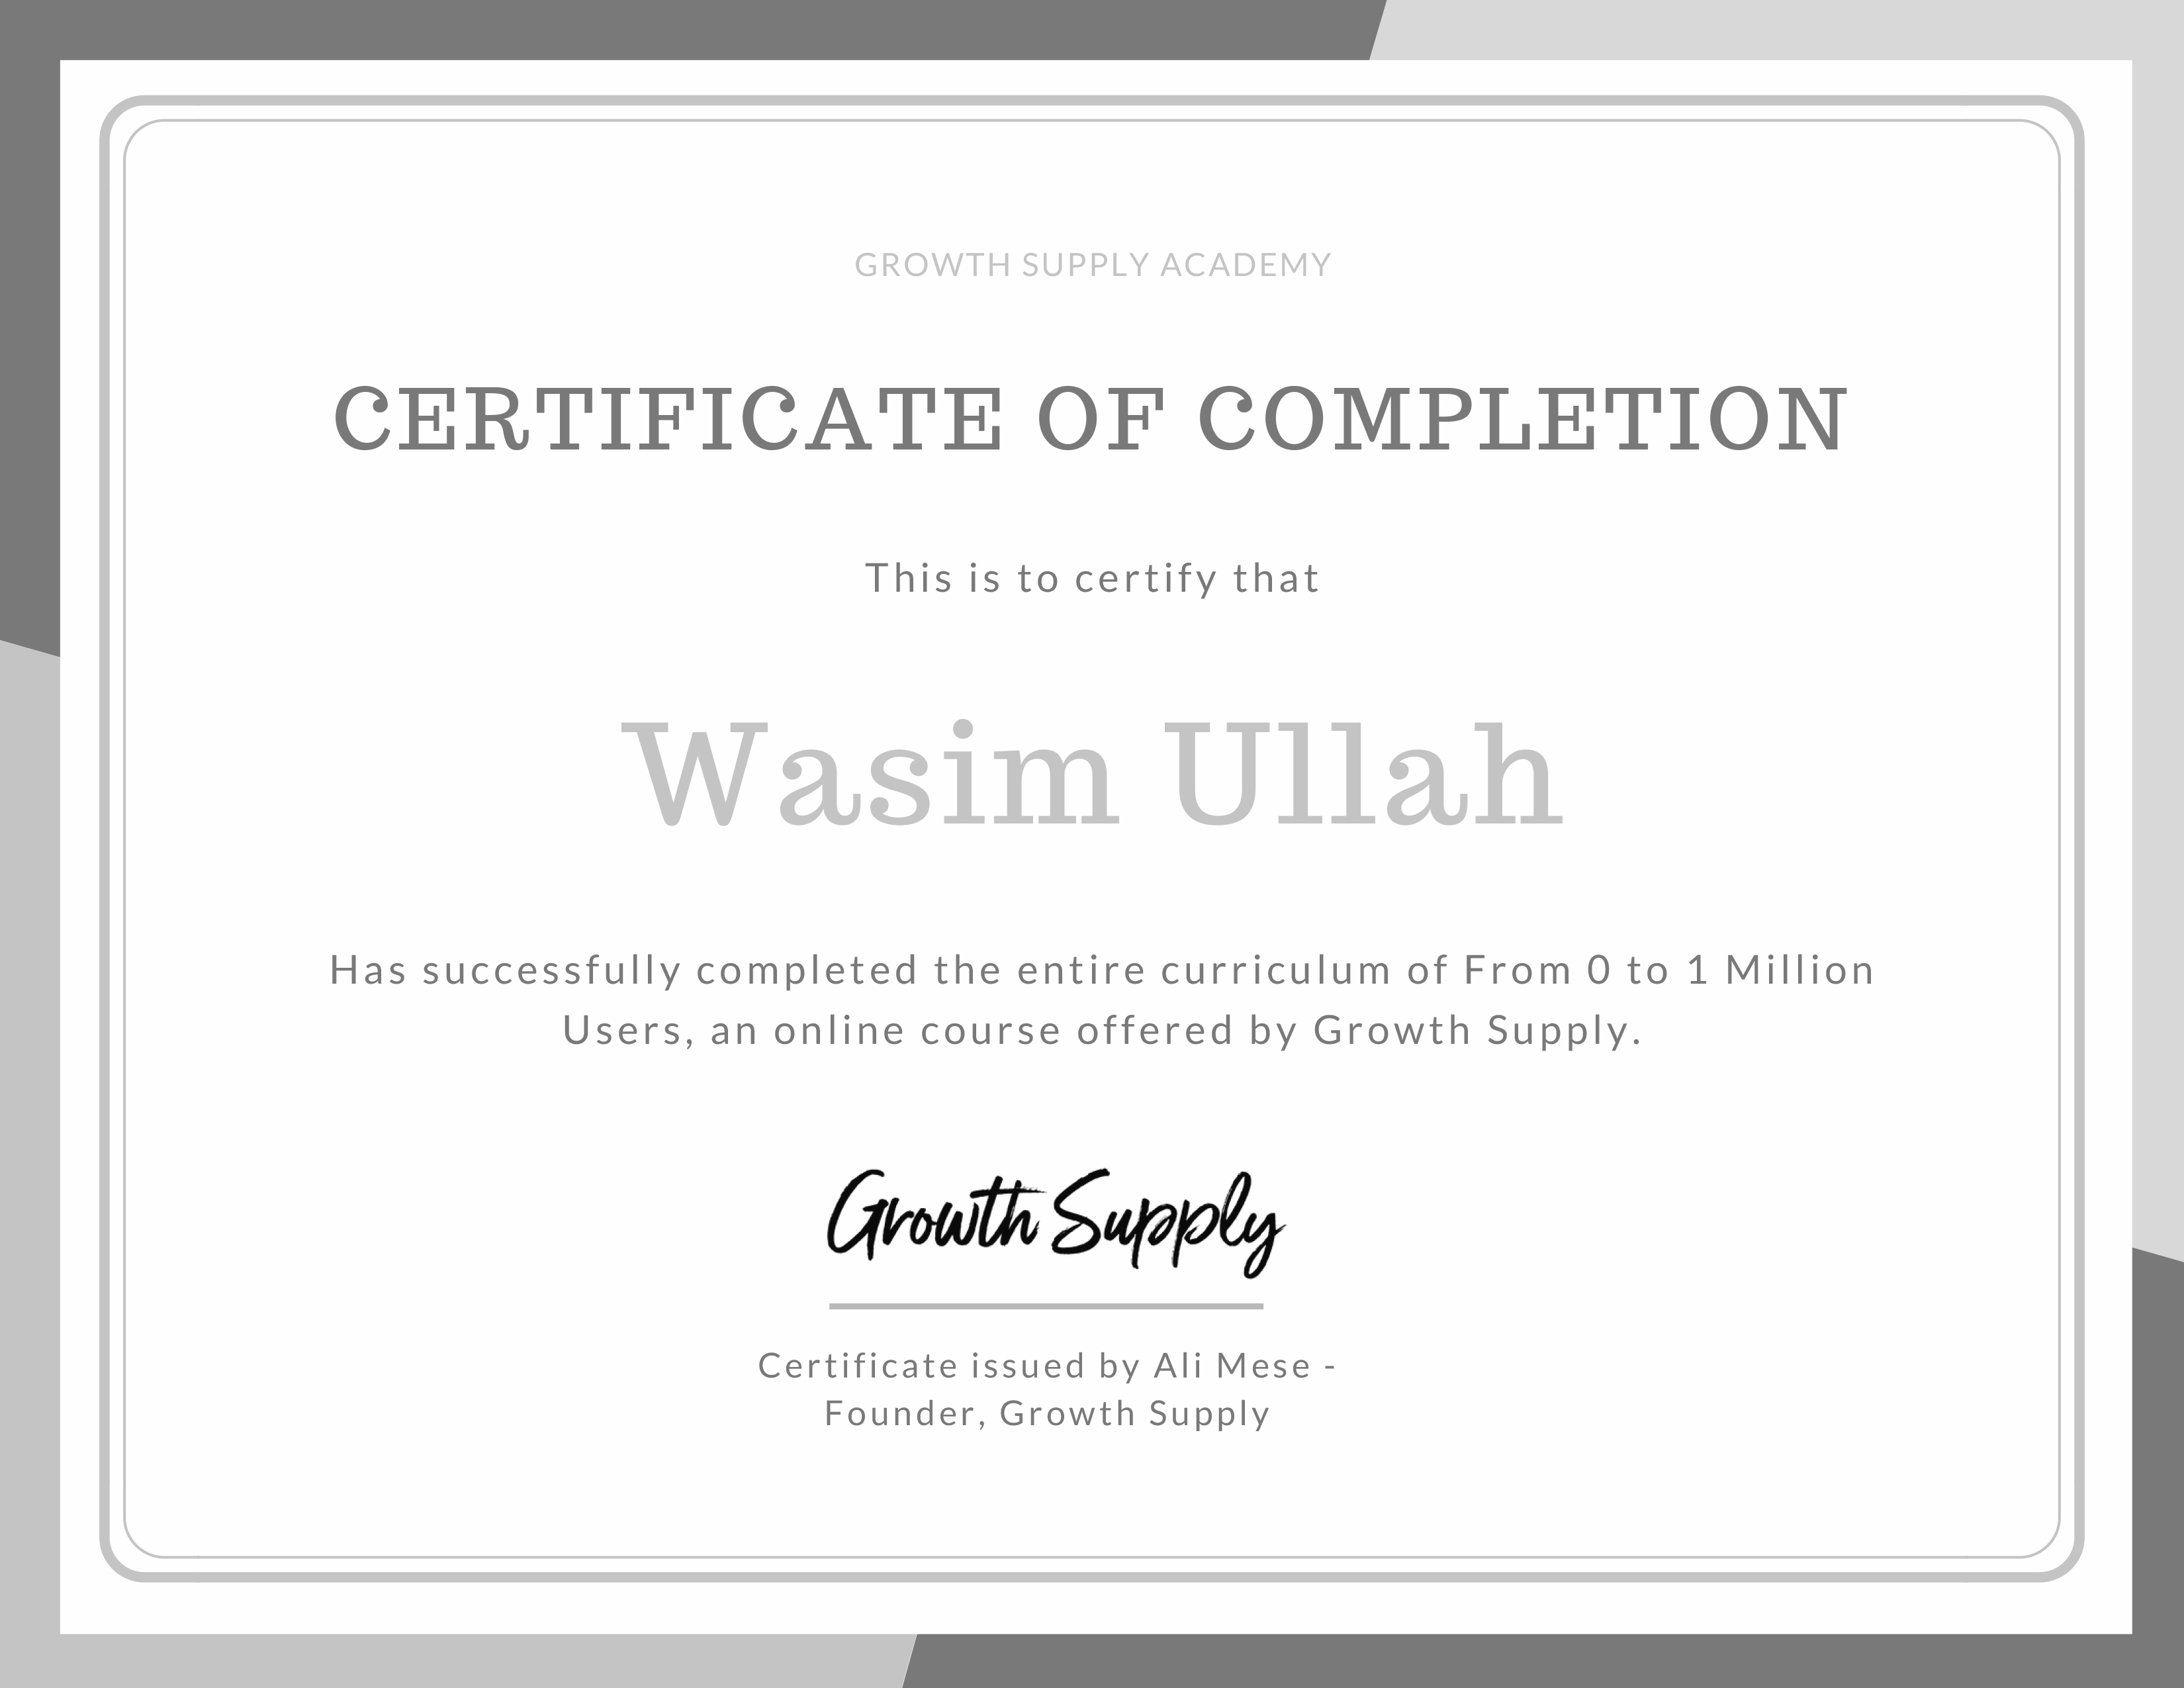 GROWTH SUPPLY ACADEMY
CERTIFICATE OF COMPLETION
This is to certify that
Wasim Ullah
Has successfully completed the entire curriculum of From 0 to 1 Million
Users, an online course offered by Growth Supply.
Growth Supply
Certificate issued by Ali Mese -
Founder, Growth Supply